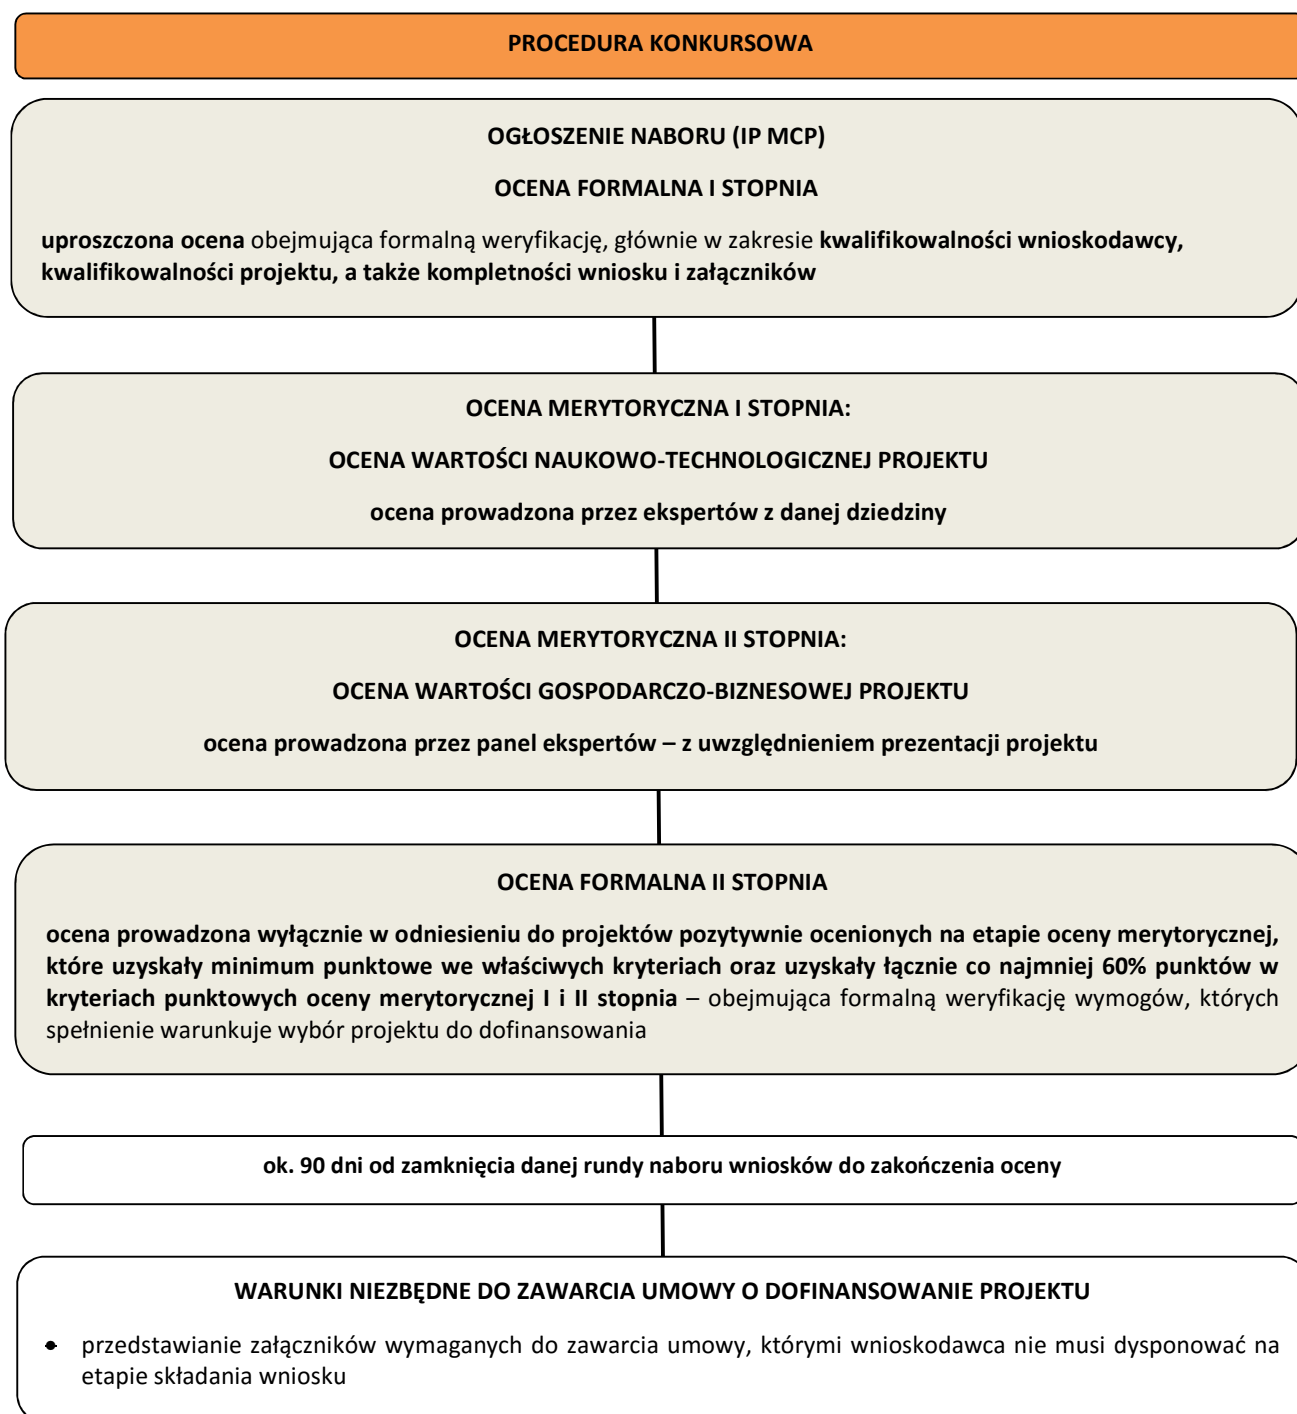 PROCEDURA KONKURSOWA
OGŁOSZENIE NABORU (IP MCP)
OCENA FORMALNA I STOPNIA
uproszczona ocena obejmująca formalną weryfikację, głównie w zakresie kwalifikowalności wnioskodawcy,
kwalifikowalności projektu, a także kompletności wniosku i załączników
OCENA MERYTORYCZNA I STOPNIA:
OCENA WARTOŚCI NAUKOWO-TECHNOLOGICZNEJ PROJEKTU
ocena prowadzona przez ekspertów z danej dziedziny
OCENA MERYTORYCZNA II STOPNIA:
OCENA WARTOŚCI GOSPODARCZO-BIZNESOWEJ PROJEKTU
ocena prowadzona przez panel ekspertów – z uwzględnieniem prezentacji projektu
OCENA FORMALNA II STOPNIA
ocena prowadzona wyłącznie w odniesieniu do projektów pozytywnie ocenionych na etapie oceny merytorycznej,
które uzyskały minimum punktowe we właściwych kryteriach oraz uzyskały łącznie co najmniej 60% punktów w
kryteriach punktowych oceny merytorycznej I i II stopnia – obejmująca formalną weryfikację wymogów, których
spełnienie warunkuje wybór projektu do dofinansowania
ok. 90 dni od zamknięcia danej rundy naboru wniosków do zakończenia oceny
WARUNKI NIEZBĘDNE DO ZAWARCIA UMOWY O DOFINANSOWANIE PROJEKTU
• przedstawianie załączników wymaganych do zawarcia umowy, którymi wnioskodawca nie musi dysponować na
etapie składania wniosku